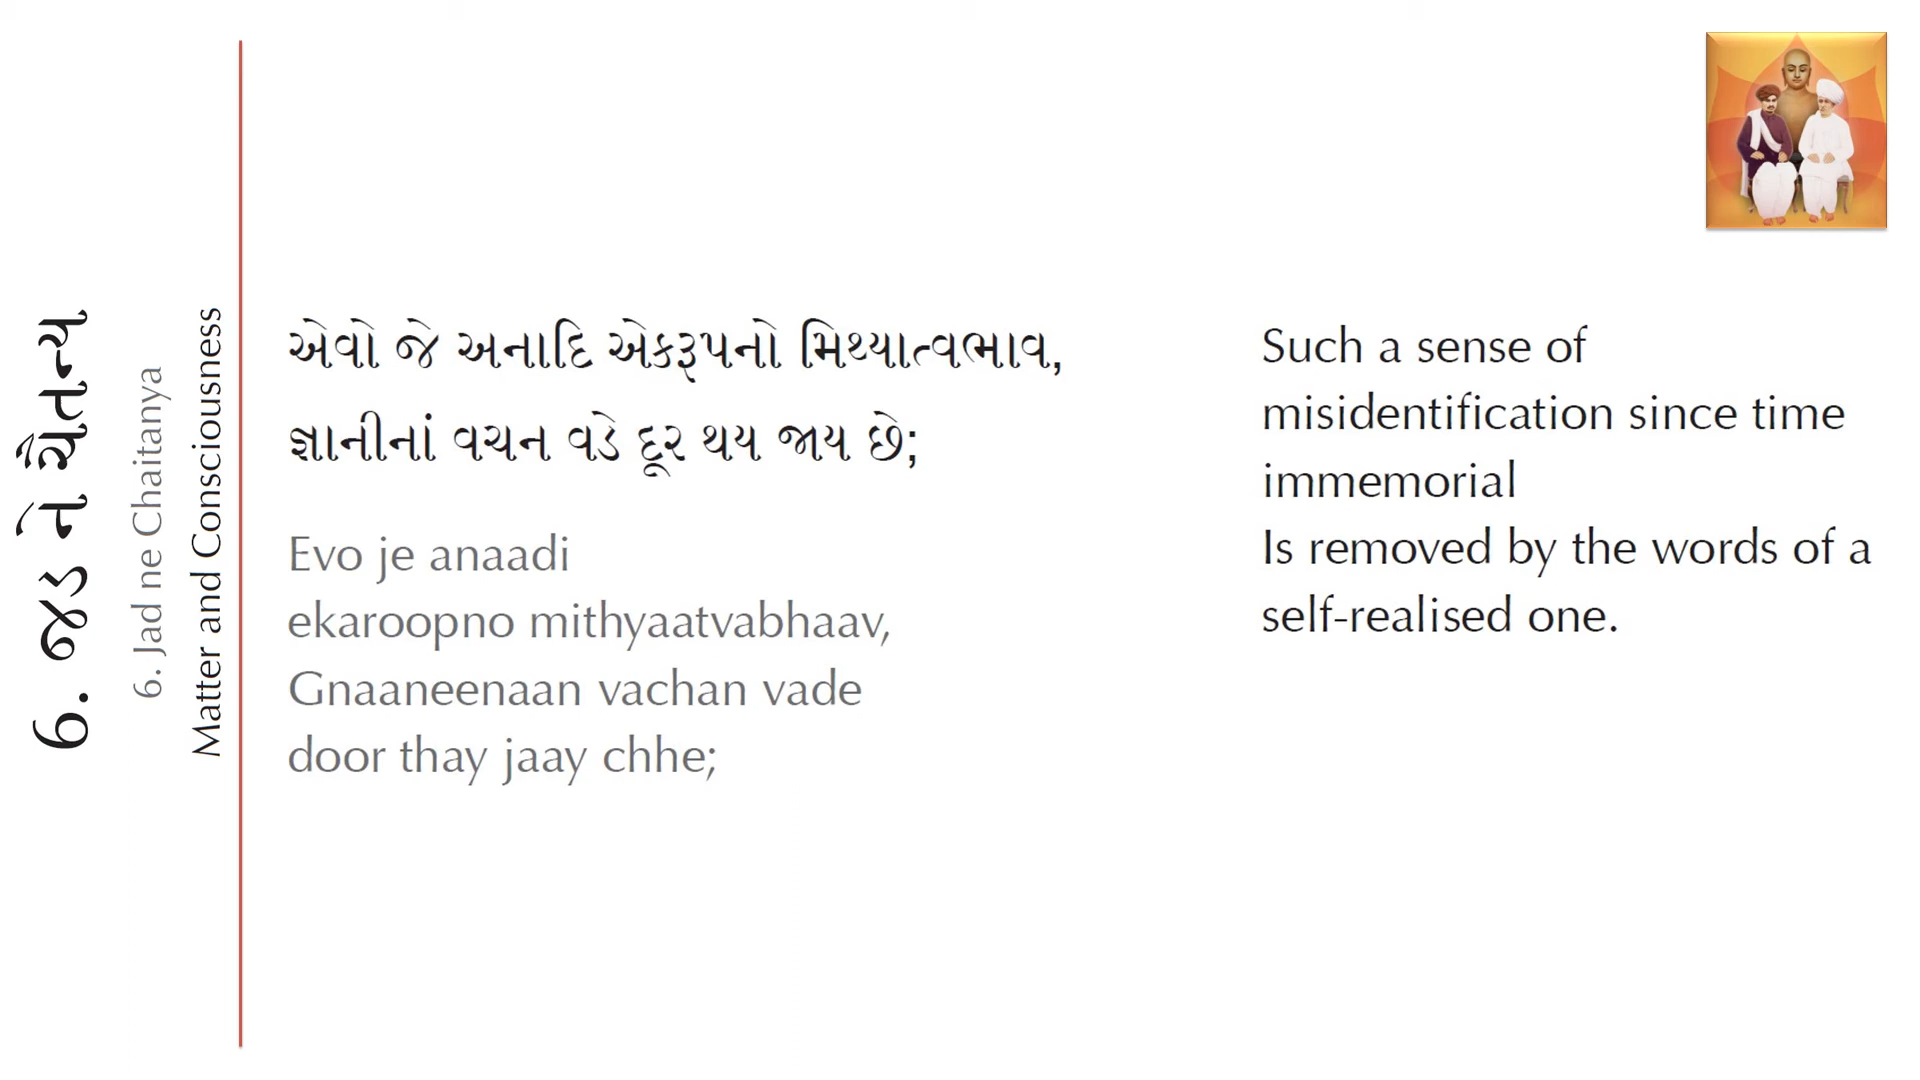 ૬. જડ ને ચૈતન્ય
6. Jad ne Chaitanya
Matter and Consciousness
એવો જે અનાદિ એકરૂપનો મિથ્યાત્વભાવ,
જ્ઞાનીનાં વચન વડે દૂર થય જાય છે;
Evo je anaadi
ekaroopno mithyaatvabhaav,
Gnaaneenaan vachan vade
door thay jaay chhe;
Such a sense of
misidentification since time
immemorial
Is removed by the words of a
self-realised one.